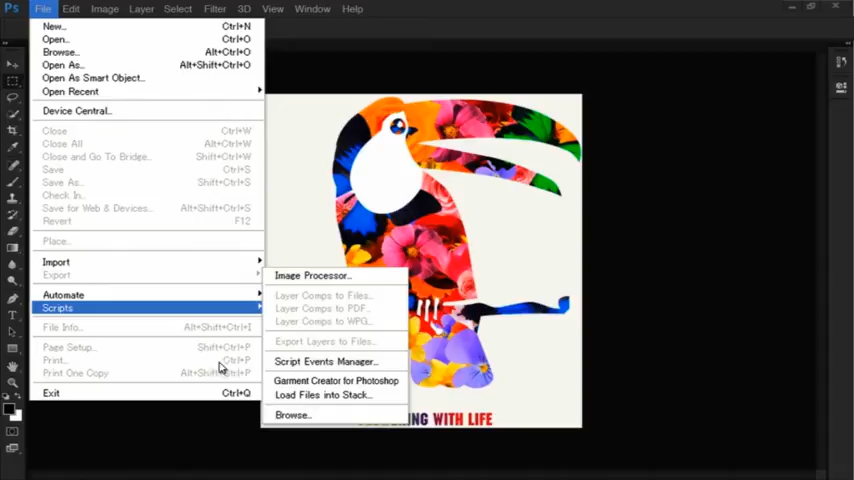 File Edit Image Layer Select Filter 3D View Window Help
New... Ctrl+N
Open... Ctrl+O
Browse... Alt+Ctrl+O
Open As... Alt+Shift+Ctrl+O
Open As Smart Object...
Open Recent
Device Central...
Close Ctrl+W
Close All Alt+Ctrl+W
Close and Go To Bridge... Shift+Ctrl+W
Save Ctrl+S
Save As... Shift+Ctrl+S
Check In...
Save for Web & Devices... Alt+Shift+Ctrl+S
Revert F12
Place...
Import
Export
Automate
Scripts
File Info... Alt+Shift+Ctrl+I
Page Setup... Shift+Ctrl+P
Print... Ctrl+P
Print One Copy Alt+Shift+Ctrl+P
Exit Ctrl+Q
Image Processor...
Layer Comps to Files...
Layer Comps to PDF...
Layer Comps to WPG...
Export Layers to Files...
Script Events Manager...
Garment Creator for Photoshop
Load Files into Stack...
Browse...
WITH LIFE